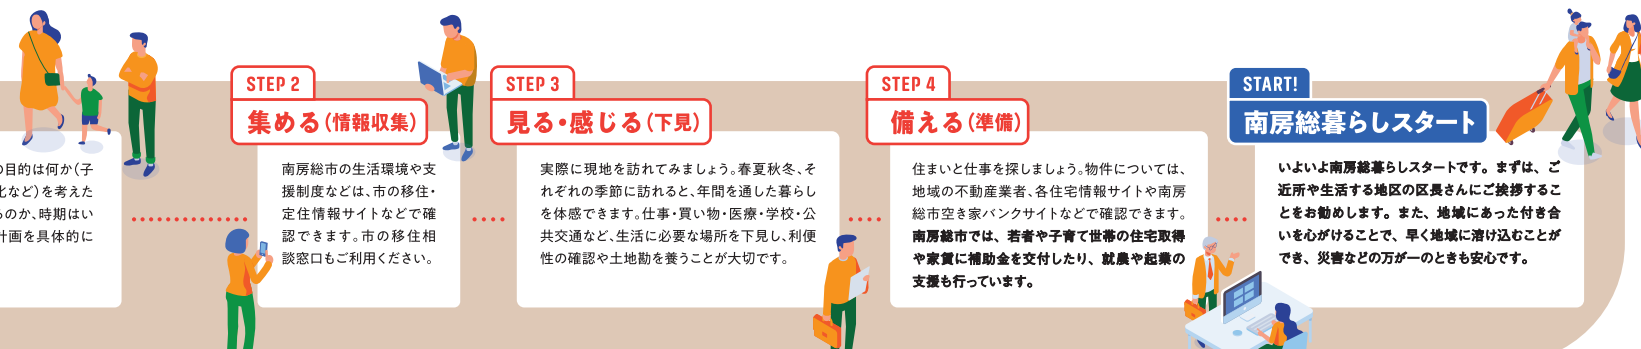 の目的は何か(子
化など)を考えた
るのか、時期はい
計画を具体的に
STEP 2
集める(情報収集)
南房総市の生活環境や支
援制度などは、市の移住・
定住情報サイトなどで確
認できます。市の移住相
談窓口もご利用ください。
STEP 3
見る・感じる(下見)
実際に現地を訪れてみましょう。春夏秋冬、そ
れぞれの季節に訪れると、年間を通した暮らし
を体感できます。仕事・買い物・医療・学校・公
共交通など、生活に必要な場所を下見し、利便
性の確認や土地勘を養うことが大切です。
STEP 4
備える(準備)
住まいと仕事を探しましょう。物件については、
地域の不動産業者、各住宅情報サイトや南房
総市空き家バンクサイトなどで確認できます。
南房総市では、若者や子育て世帯の住宅取得
や家賃に補助金を交付したり、就農や起業の
支援も行っています。
START!
南房総暮らしスタート
いよいよ南房総暮らしスタートです。まずは、ご
近所や生活する地区の区長さんにご挨拶するこ
とをお勧めします。また、地域にあった付き合
いを心がけることで、早く地域に溶け込むことが
でき、災害などの万が一のときも安心です。